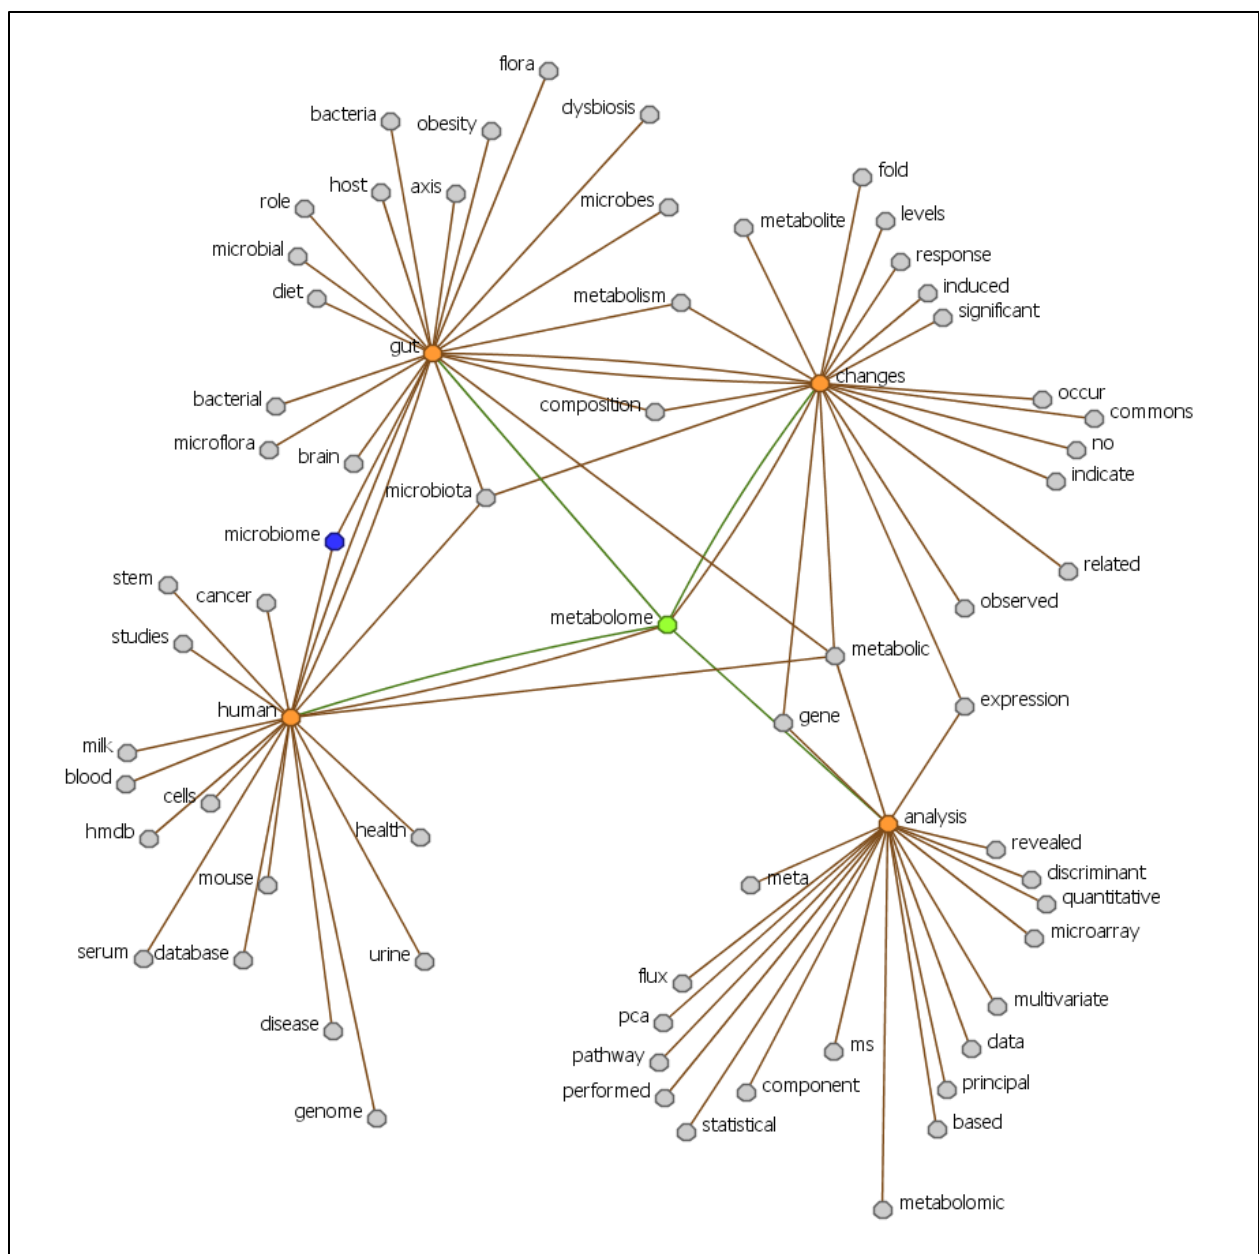 flora
dysbiosis
bacteria
obesity
fold
host
axis
role
microbes
metabolite
levels
microbial
response
diet
metabolism
induced
significant
gut
changes
bacterial
composition
occur
commons
microflora
brain
no
microbiota
indicate
microbiome
stem
cancer
related
studies
metabolome
observed
metabolic
human
gene
expression
milk
blood
cells
hmdb
health
analysis
revealed
mouse
meta
discriminant
quantitative
microarray
serum
database
urine
flux
multivariate
disease
pca
pathway
ms
data
performed
component
principal
genome
statistical
based
metabolomic